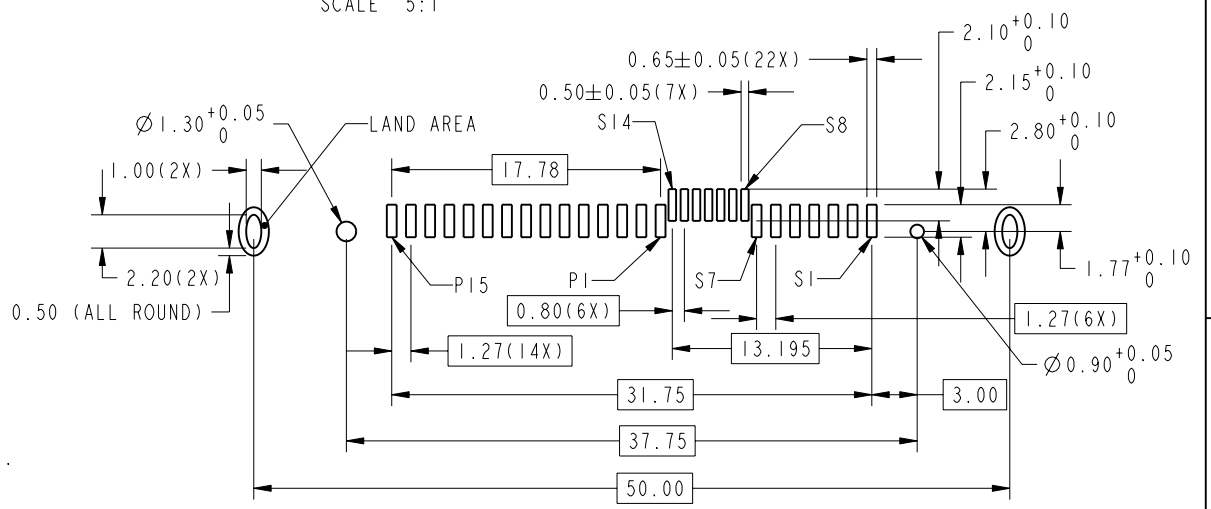 SCALE 5:1
2.10 +0.10 0
0.65±0.05(22X)
2.15 +0.10 0
0.50±0.05(7X)
Ø1.30 +0.05 0
LAND AREA
S14
S8
2.80 +0.10 0
1.00(2X)
17.78
2.20(2X)
P15
P1
S7
S1
1.77 +0.10 0
0.50 (ALL ROUND)
0.80(6X)
1.27(6X)
1.27(14X)
13.195
Ø0.90 +0.05 0
31.75
3.00
37.75
50.00